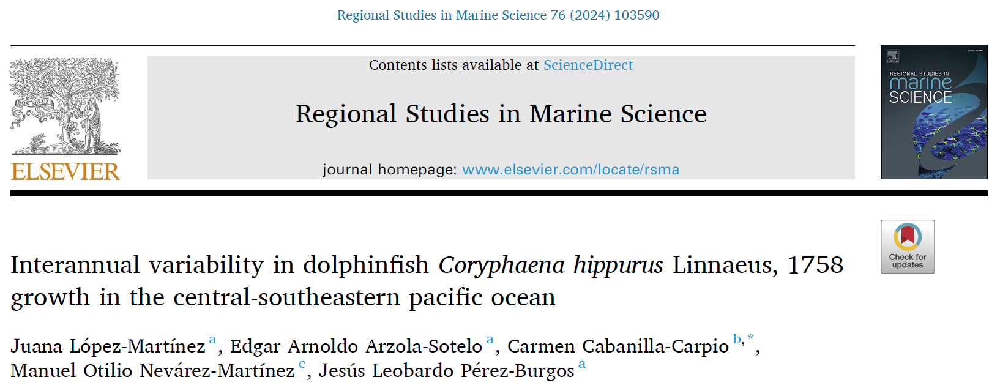 Regional Studies in Marine Science 76 (2024) 103590
Contents lists available at ScienceDirect
Regional Studies in Marine Science
journal homepage: www.elsevier.com/locate/rsma
NON SOLUS
ELSEVIER
REGIONAL STUDIES IN
marine
SCIENCE
Check for
updates
Interannual variability in dolphinfish Coryphaena hippurus Linnaeus, 1758
growth in the central-southeastern pacific ocean
Juana López-Martínez a, Edgar Arnoldo Arzola-Sotelo a, Carmen Cabanilla-Carpio b,*,
Manuel Otilio Nevárez-Martínez c, Jesús Leobardo Pérez-Burgos a